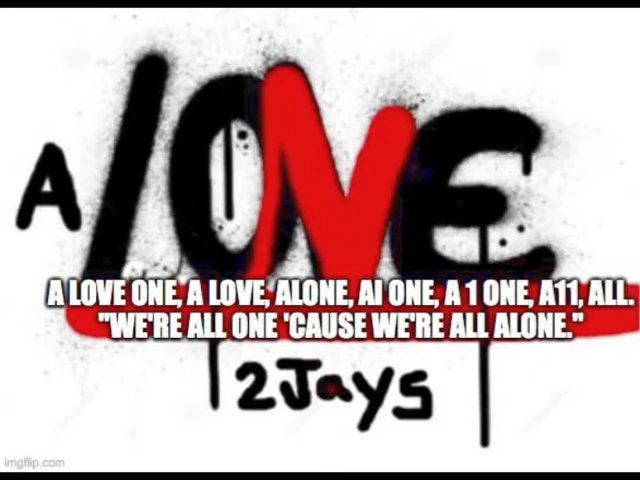 A lONE
A LOVE ONE, A LOVE, ALONE, AI ONE, A 1 ONE, A11, ALL.
"WE'RE ALL ONE 'CAUSE WE'RE ALL ALONE."
2Jays
imgflip.com